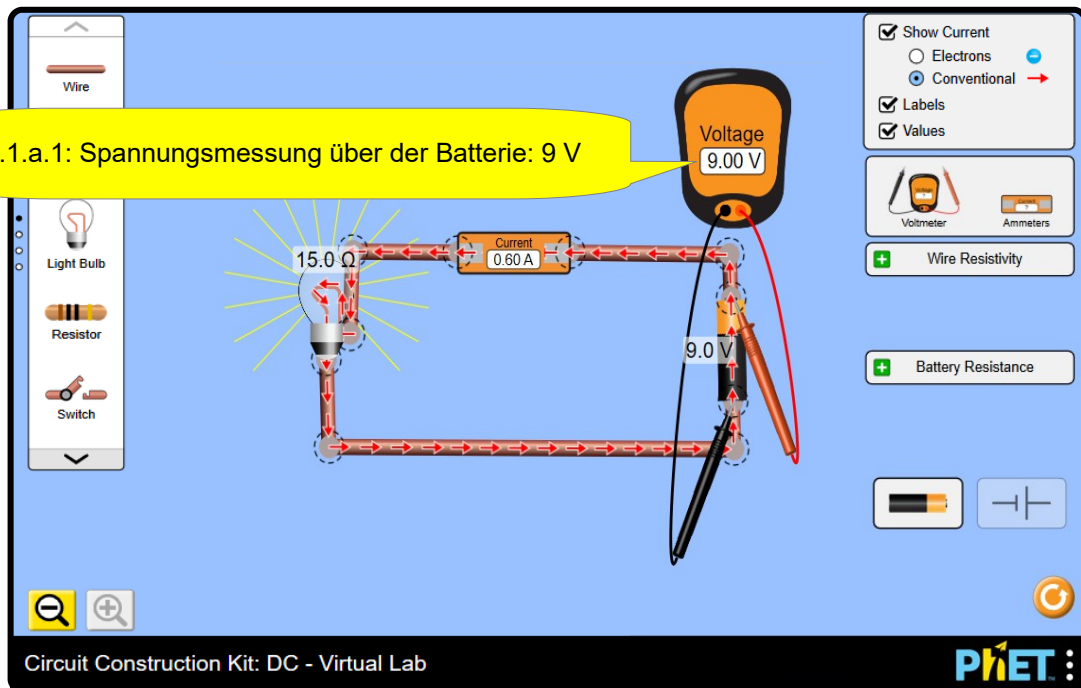 Wire
.1.a.1: Spannungsmessung über der Batterie: 9 V
Light Bulb
Resistor
Switch
Voltage
9.00 V
Current
0.60 A
15.0 Ω
9.0 V
Show Current
Electrons
Conventional
Labels
Values
Voltmeter
Ammeters
Wire Resistivity
Battery Resistance
Circuit Construction Kit: DC - Virtual Lab
PhET